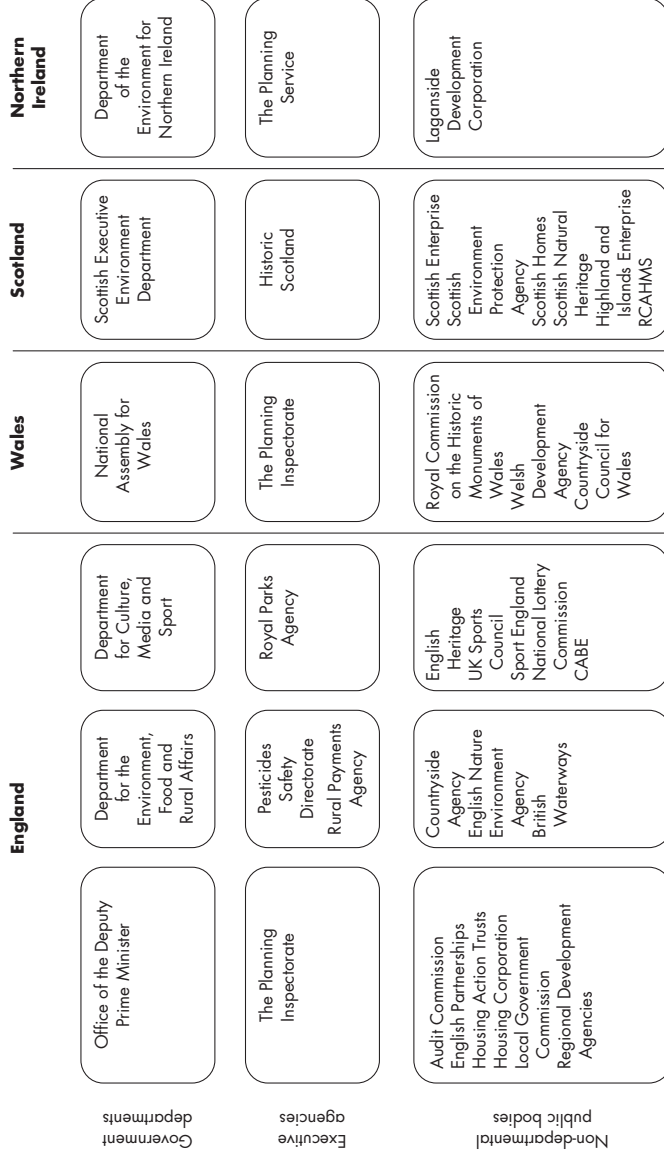 England
Wales
Scotland
Northern
Ireland
Government
departments
Office of the Deputy
Prime Minister
Department
for the
Environment,
Food and
Rural Affairs
Department
for Culture,
Media and
Sport
National
Assembly for
Wales
Scottish Executive
Environment
Department
Department
of the
Environment for
Northern Ireland
Executive
agencies
The Planning
Inspectorate
Pesticides
Safety
Directorate
Rural Payments
Agency
Royal Parks
Agency
The Planning
Inspectorate
Historic
Scotland
The Planning
Service
Non-departmental
public bodies
Audit Commission
English Partnerships
Housing Action Trusts
Housing Corporation
Local Government
Commission
Regional Development
Agencies
Countryside
Agency
English Nature
Environment
Agency
British
Waterways
English
Heritage
UK Sports
Council
Sport England
National Lottery
Commission
CABE
Royal Commission
on the Historic
Monuments of
Wales
Welsh
Development
Agency
Countryside
Council for
Wales
Scottish Enterprise
Scottish
Environment
Protection
Agency
Scottish Homes
Scottish Natural
Heritage
Highland and
Islands Enterprise
RCAHMS
Laganside
Development
Corporation